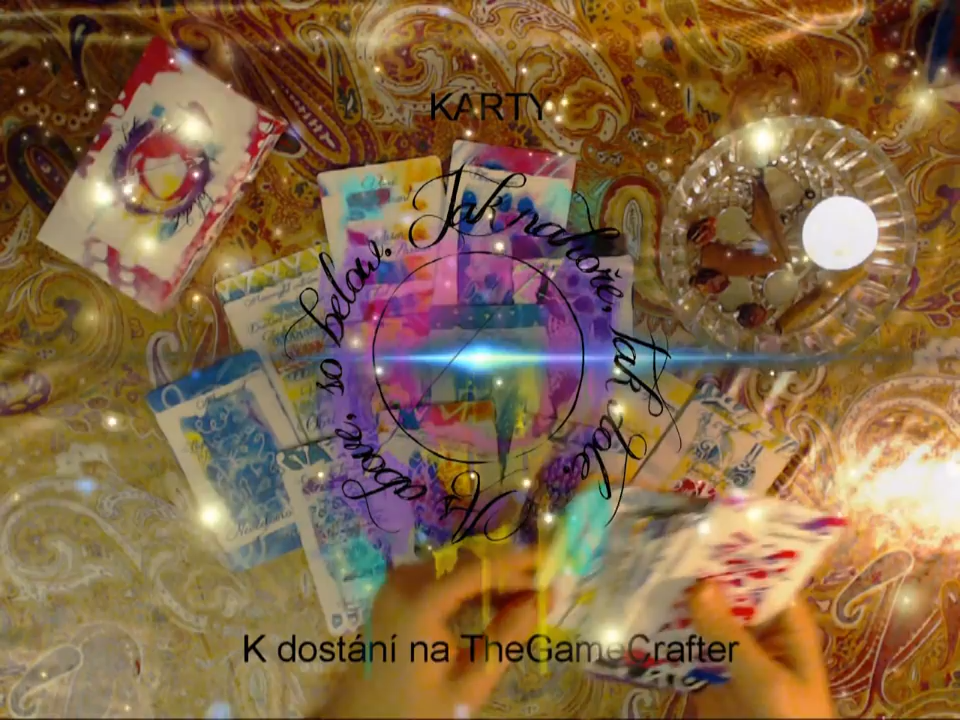 KARTY
Jak nahoře, tak dole.
As above, so below.
K dostání na TheGameCrafter